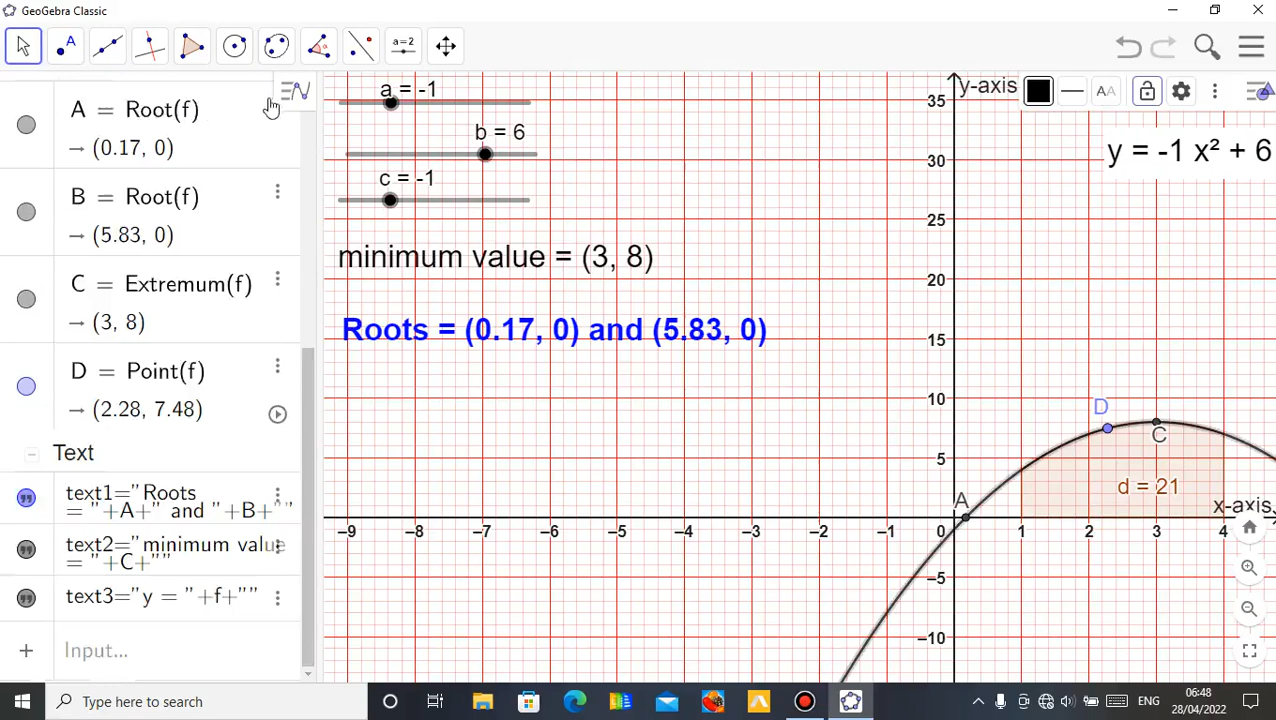 GeoGebra Classic
a=2
A = Root(f)
→ (0.17, 0)
B = Root(f)
→ (5.83, 0)
C = Extremum(f)
→ (3, 8)
D = Point(f)
→ (2.28, 7.48)
Text
text1="Roots
= "+A+" and "+B+" "
text2="minimum value
= "+C+""
text3="y = "+f+""
Input...
a = -1
b = 6
c = -1
minimum value = (3, 8)
Roots = (0.17, 0) and (5.83, 0)
y-axis
AA
y = -1 x² + 6
35
30
25
20
15
10
5
−5
−10
D
C
A
d = 21
x-axis
−9 −8 −7 −6 −5 −4 −3 −2 −1 0 1 2 3 4
Type here to search
ENG
06:48
28/04/2022